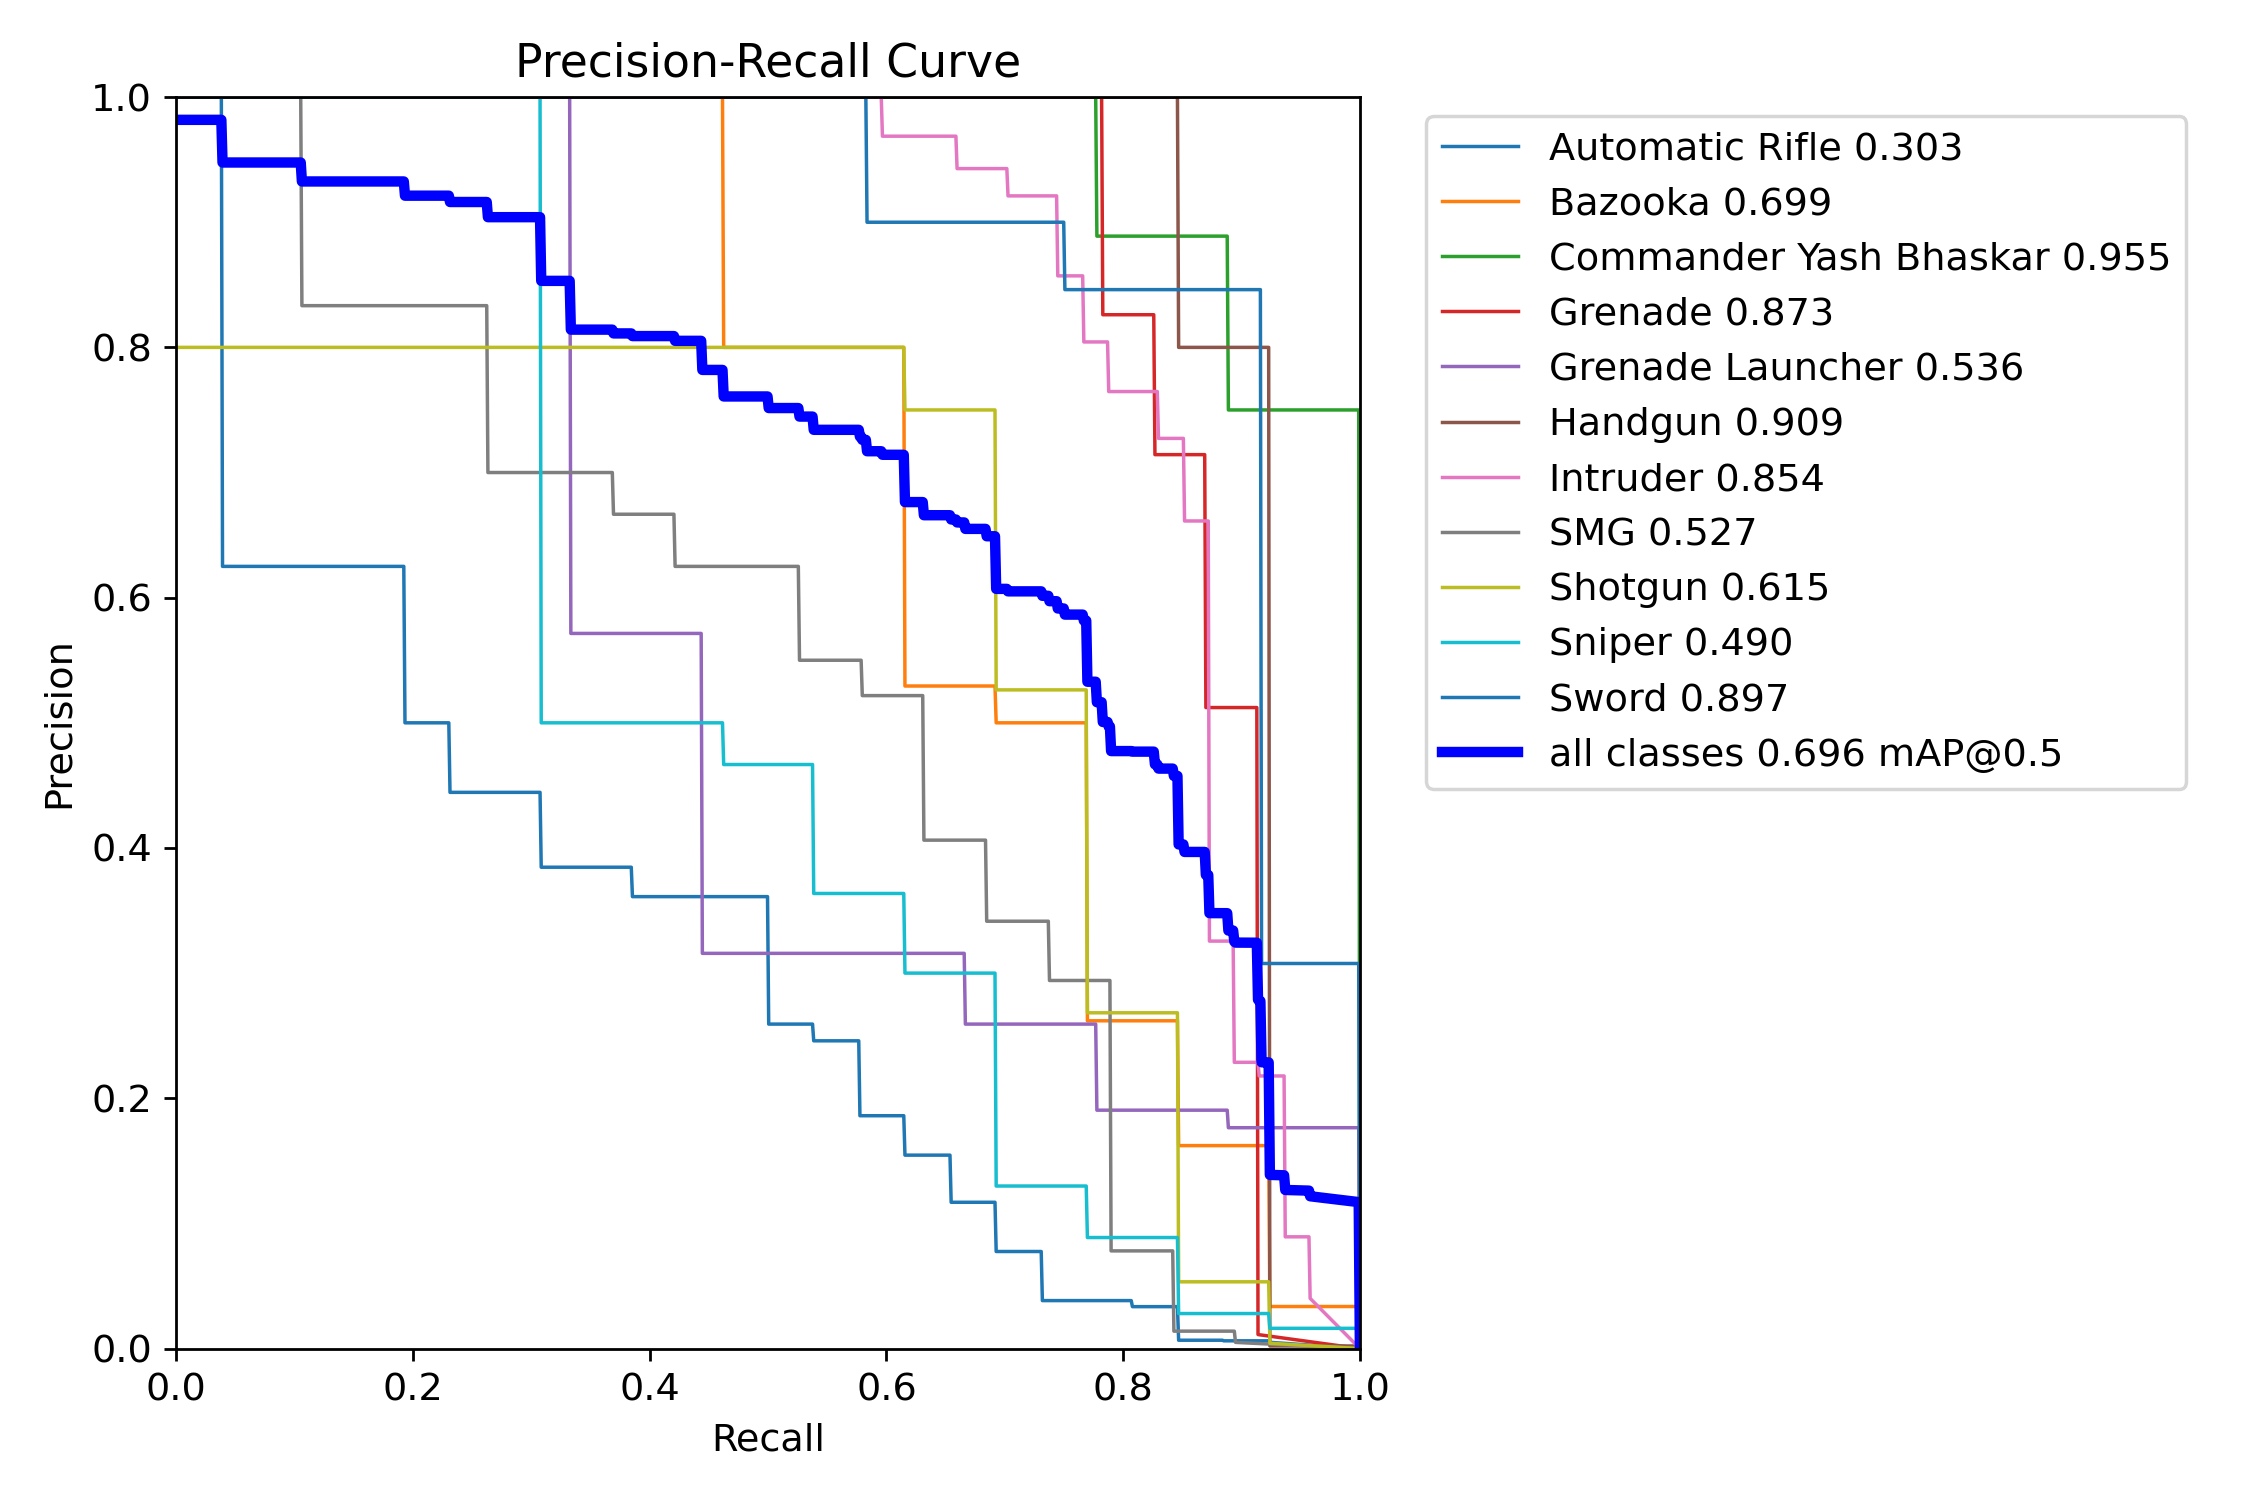 Precision-Recall Curve
1.0
0.8
0.6
0.4
0.2
0.0
Precision
0.0 0.2 0.4 0.6 0.8 1.0
Recall
Automatic Rifle 0.303
Bazooka 0.699
Commander Yash Bhaskar 0.955
Grenade 0.873
Grenade Launcher 0.536
Handgun 0.909
Intruder 0.854
SMG 0.527
Shotgun 0.615
Sniper 0.490
Sword 0.897
all classes 0.696 mAP@0.5